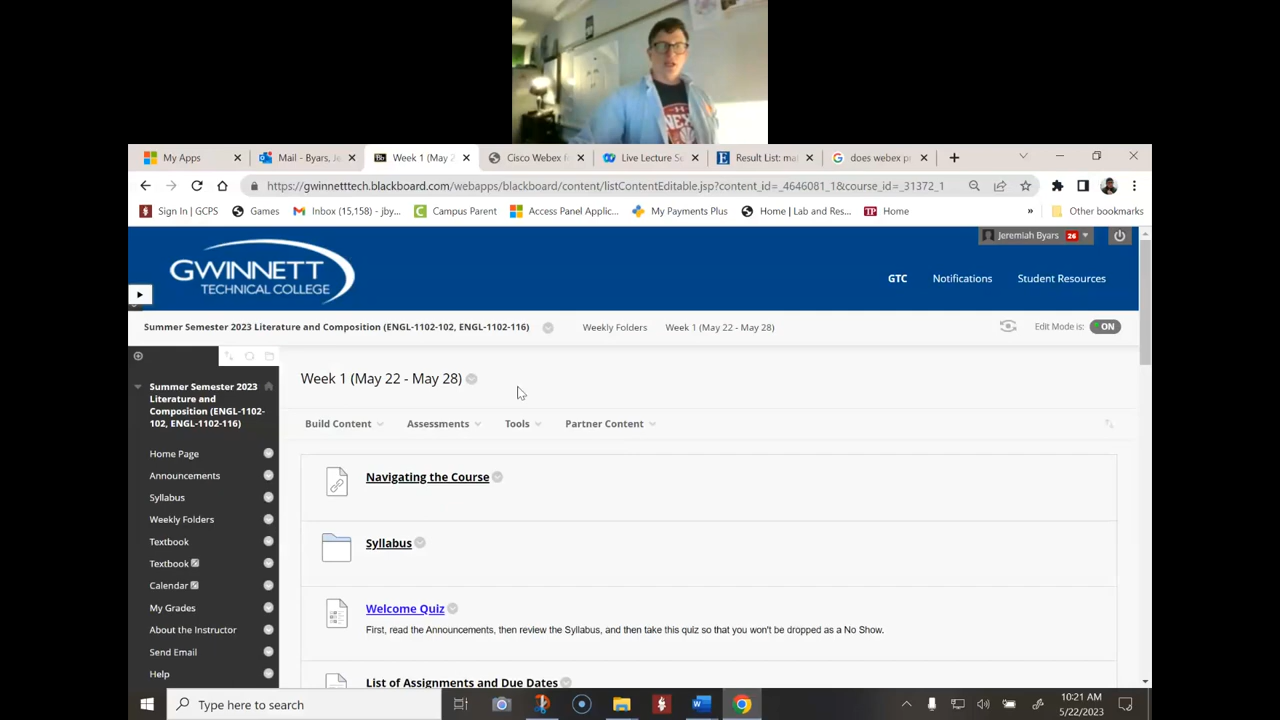 NEX
My Apps
Mail - Byars, Je
Week 1 (May 2
Cisco Webex f
Live Lecture Se
Result List: mat
does webex pr
https://gwinnetttech.blackboard.com/webapps/blackboard/content/listContentEditable.jsp?content_id=_4646081_1&course_id=_31372_1
Sign In | GCPS
Games
Inbox (15,158) - jby...
Campus Parent
Access Panel Applic...
My Payments Plus
Home | Lab and Res...
TP Home
» Other bookmarks
Jeremiah Byars 26
GWINNETT
TECHNICAL COLLEGE
GTC Notifications Student Resources
Summer Semester 2023 Literature and Composition (ENGL-1102-102, ENGL-1102-116) Weekly Folders Week 1 (May 22 - May 28) Edit Mode is: ON
Summer Semester 2023
Literature and
Composition (ENGL-1102-
102, ENGL-1102-116)
Home Page
Announcements
Syllabus
Weekly Folders
Textbook
Textbook
Calendar
My Grades
About the Instructor
Send Email
Help
Week 1 (May 22 - May 28)
Build Content Assessments Tools Partner Content
Navigating the Course
Syllabus
Welcome Quiz
First, read the Announcements, then review the Syllabus, and then take this quiz so that you won't be dropped as a No Show.
List of Assignments and Due Dates
Type here to search
10:21 AM
5/22/2023